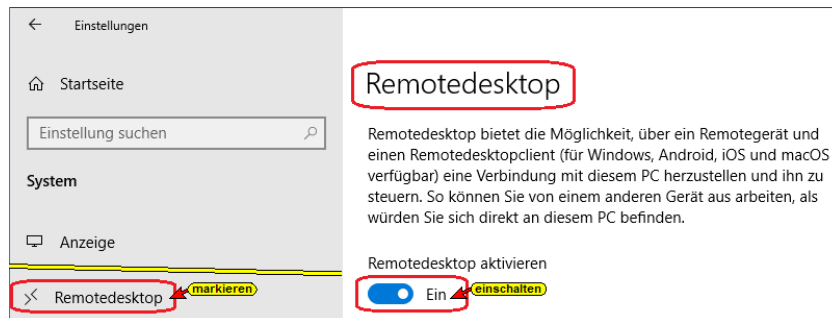 Einstellungen
Startseite
Einstellung suchen
System
Anzeige
Remotedesktop
markieren
Remotedesktop
Remotedesktop bietet die Möglichkeit, über ein Remotegerät und
einen Remotedesktopclient (für Windows, Android, iOS und macOS
verfügbar) eine Verbindung mit diesem PC herzustellen und ihn zu
steuern. So können Sie von einem anderen Gerät aus arbeiten, als
würden Sie sich direkt an diesem PC befinden.
Remotedesktop aktivieren
Ein
einschalten